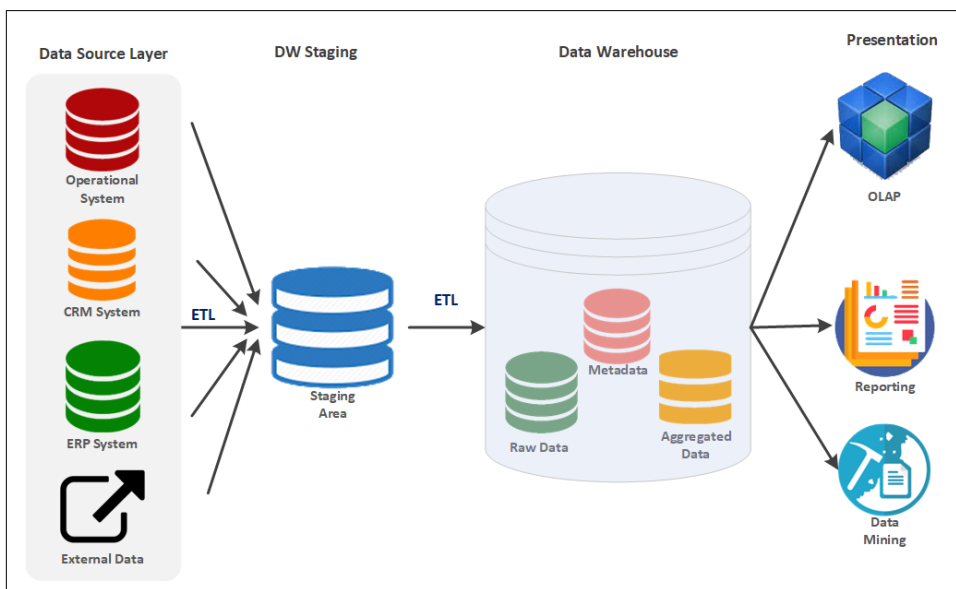 Data Source Layer
DW Staging
Data Warehouse
Presentation
Operational
System
CRM System
ERP System
External Data
ETL
Staging
Area
ETL
Metadata
Raw Data
Aggregated
Data
OLAP
Reporting
Data
Mining